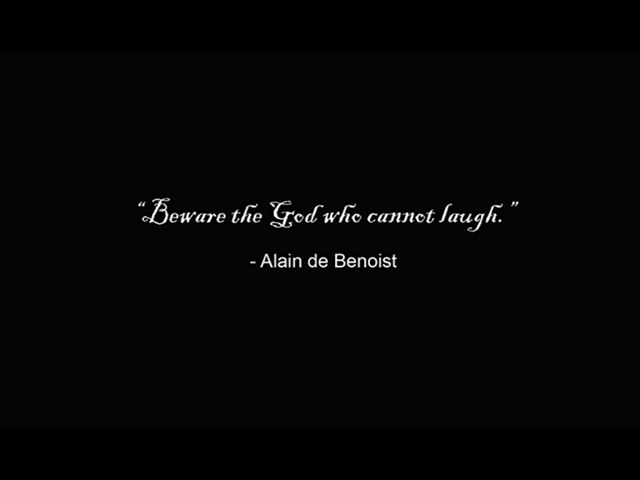 “Beware the God who cannot laugh.”
- Alain de Benoist